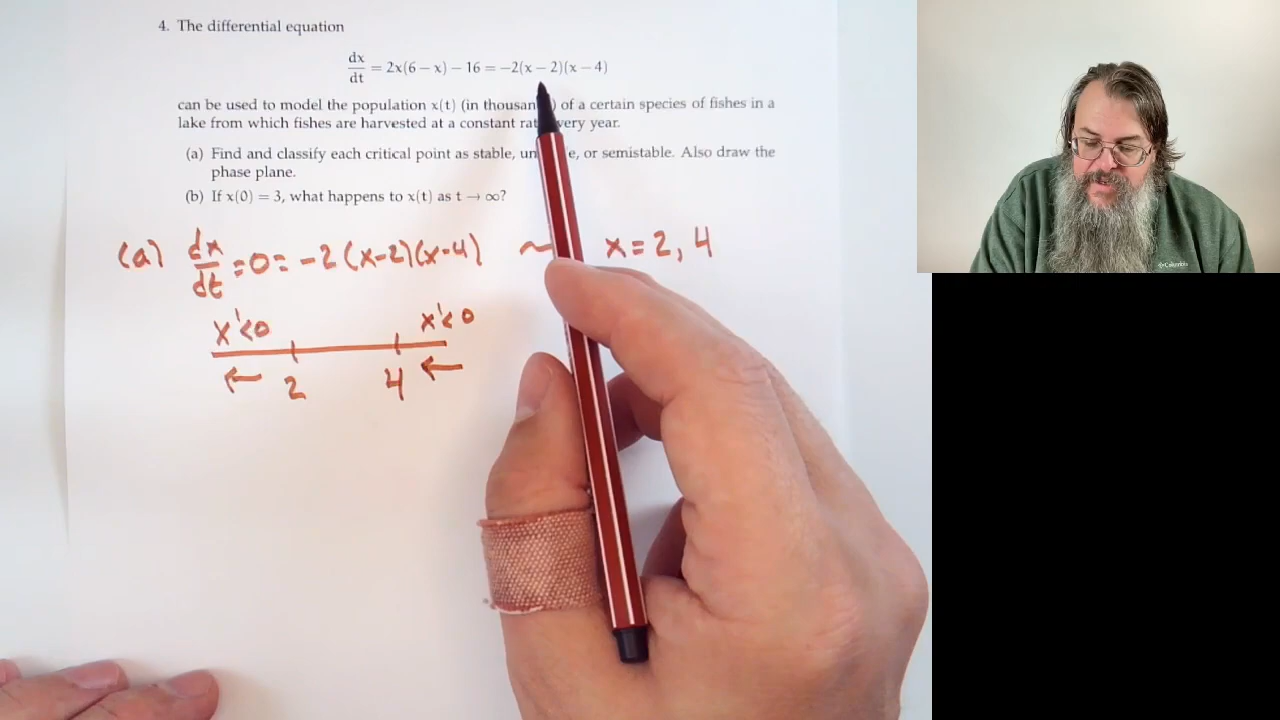 4. The differential equation
dx/dt = 2x(6 − x) − 16 = −2(x − 2)(x − 4)
can be used to model the population x(t) (in thousan ) of a certain species of fishes in a
lake from which fishes are harvested at a constant rat very year.
(a) Find and classify each critical point as stable, un e, or semistable. Also draw the
phase plane.
(b) If x(0) = 3, what happens to x(t) as t → ∞?
(a) dx/dt = 0 = -2(x-2)(x-4) ~ x = 2, 4
x'<0 x'<0
← 2 4 ←
Columbia